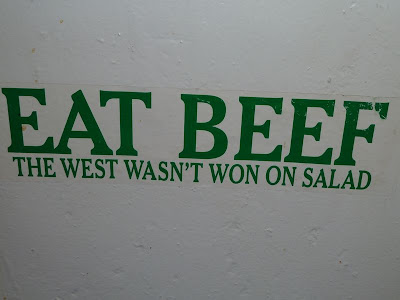 EAT BEEF
THE WEST WASN'T WON ON SALAD